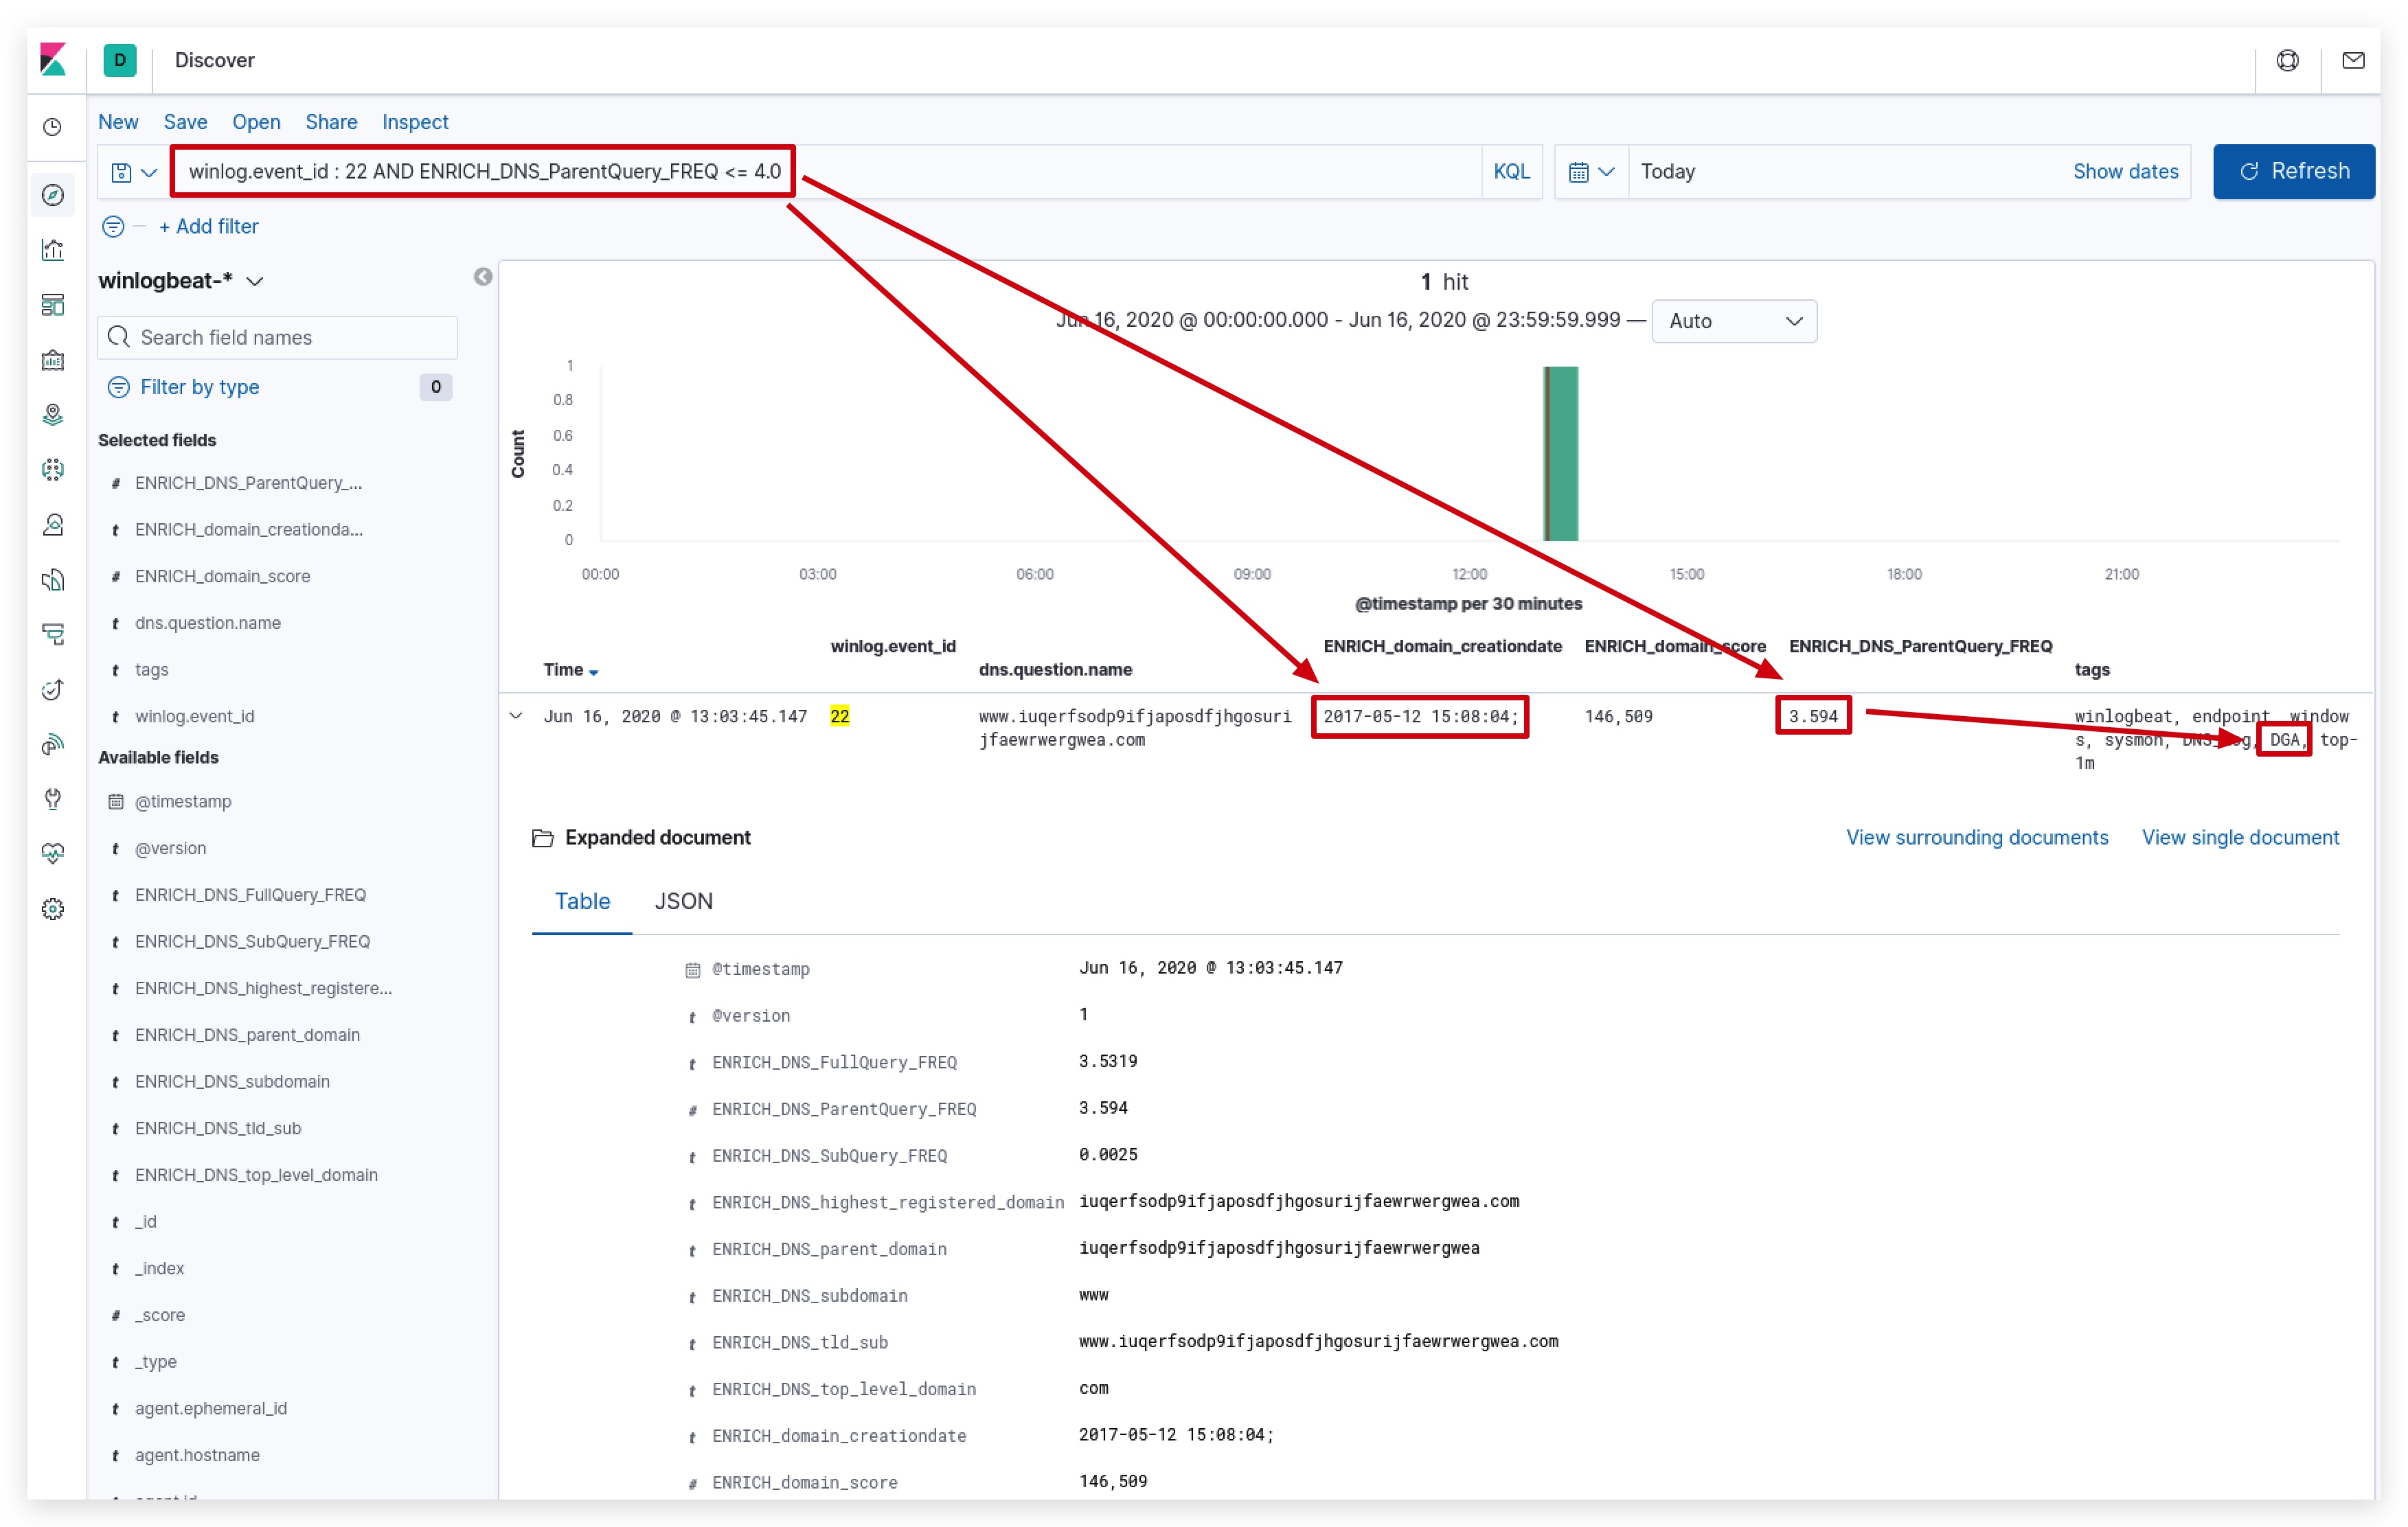 D Discover
New Save Open Share Inspect
winlog.event_id : 22 AND ENRICH_DNS_ParentQuery_FREQ <= 4.0 KQL Today Show dates Refresh
+ Add filter
winlogbeat-*
Search field names
Filter by type 0
Selected fields
# ENRICH_DNS_ParentQuery_...
t ENRICH_domain_creationda...
# ENRICH_domain_score
t dns.question.name
t tags
t winlog.event_id
Available fields
@timestamp
t @version
t ENRICH_DNS_FullQuery_FREQ
t ENRICH_DNS_SubQuery_FREQ
t ENRICH_DNS_highest_registere...
t ENRICH_DNS_parent_domain
t ENRICH_DNS_subdomain
t ENRICH_DNS_tld_sub
t ENRICH_DNS_top_level_domain
t _id
t _index
# _score
t _type
t agent.ephemeral_id
t agent.hostname
1 hit
Jun 16, 2020 @ 00:00:00.000 - Jun 16, 2020 @ 23:59:59.999 — Auto
Count
1
0.8
0.6
0.4
0.2
0
00:00 03:00 06:00 09:00 12:00 15:00 18:00 21:00
@timestamp per 30 minutes
Time winlog.event_id dns.question.name ENRICH_domain_creationdate ENRICH_domain_score ENRICH_DNS_ParentQuery_FREQ tags
Jun 16, 2020 @ 13:03:45.147 22 www.iuqerfsodp9ifjaposdfjhgosuri 2017-05-12 15:08:04; 146,509 3.594 winlogbeat, endpoint, window
jfaewrwergwea.com s, sysmon, DNS_log, DGA, top-
1m
Expanded document View surrounding documents View single document
Table JSON
@timestamp Jun 16, 2020 @ 13:03:45.147
t @version 1
t ENRICH_DNS_FullQuery_FREQ 3.5319
# ENRICH_DNS_ParentQuery_FREQ 3.594
t ENRICH_DNS_SubQuery_FREQ 0.0025
t ENRICH_DNS_highest_registered_domain iuqerfsodp9ifjaposdfjhgosurijfaewrwergwea.com
t ENRICH_DNS_parent_domain iuqerfsodp9ifjaposdfjhgosurijfaewrwergwea
t ENRICH_DNS_subdomain www
t ENRICH_DNS_tld_sub www.iuqerfsodp9ifjaposdfjhgosurijfaewrwergwea.com
t ENRICH_DNS_top_level_domain com
t ENRICH_domain_creationdate 2017-05-12 15:08:04;
# ENRICH_domain_score 146,509